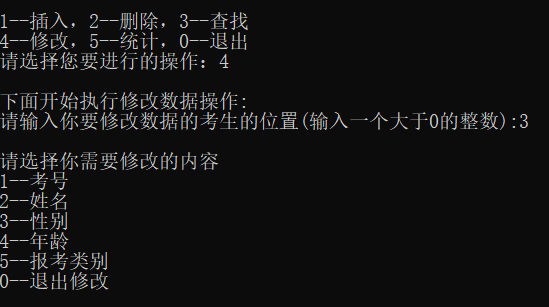 1--插入，2--删除，3--查找
4--修改，5--统计，0--退出
请选择您要进行的操作：4
下面开始执行修改数据操作:
请输入你要修改数据的考生的位置(输入一个大于0的整数):3
请选择你需要修改的内容
1--考号
2--姓名
3--性别
4--年龄
5--报考类别
0--退出修改